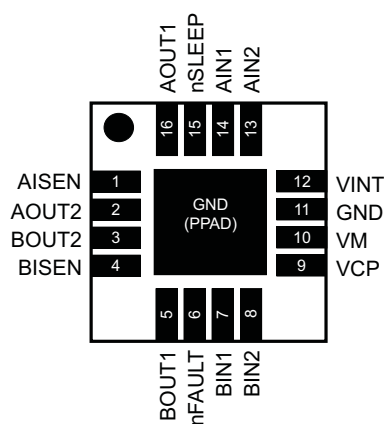 AOUT1
nSLEEP
AIN1
AIN2
16
15
14
13
AISEN 1
AOUT2 2
BOUT2 3
BISEN 4
GND
(PPAD)
12 VINT
11 GND
10 VM
9 VCP
5
6
7
8
BOUT1
nFAULT
BIN1
BIN2